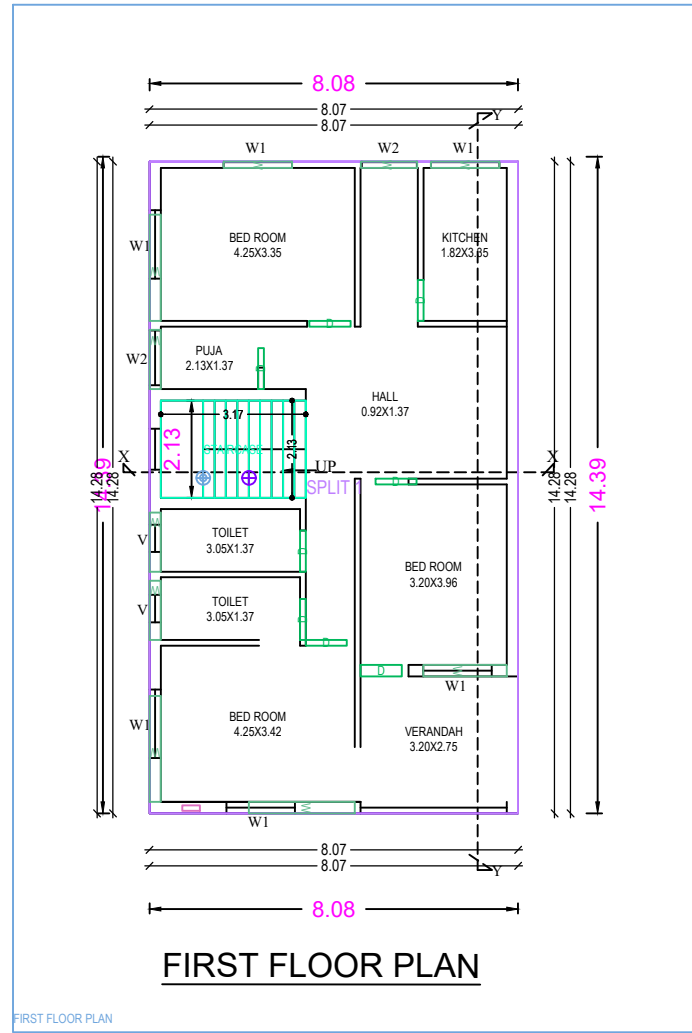 8.08
8.07
8.07
Y
W1
W2
W1
BED ROOM
4.25X3.35
KITCHEN
1.82X3.35
W1
W
W
W
W
D
D
PUJA
2.13X1.37
W2
W
HALL
0.92X1.37
3.17
2.13
2.13
STAIRCASE
UP
SPLIT 1
X
X
14.39
14.28
14.28
14.28
14.28
14.39
TOILET
3.05X1.37
V
D
BED ROOM
3.20X3.96
TOILET
3.05X1.37
V
D
D
W
W1
BED ROOM
4.25X3.42
W1
W
VERANDAH
3.20X2.75
W
W1
8.07
8.07
Y
8.08
FIRST FLOOR PLAN
FIRST FLOOR PLAN